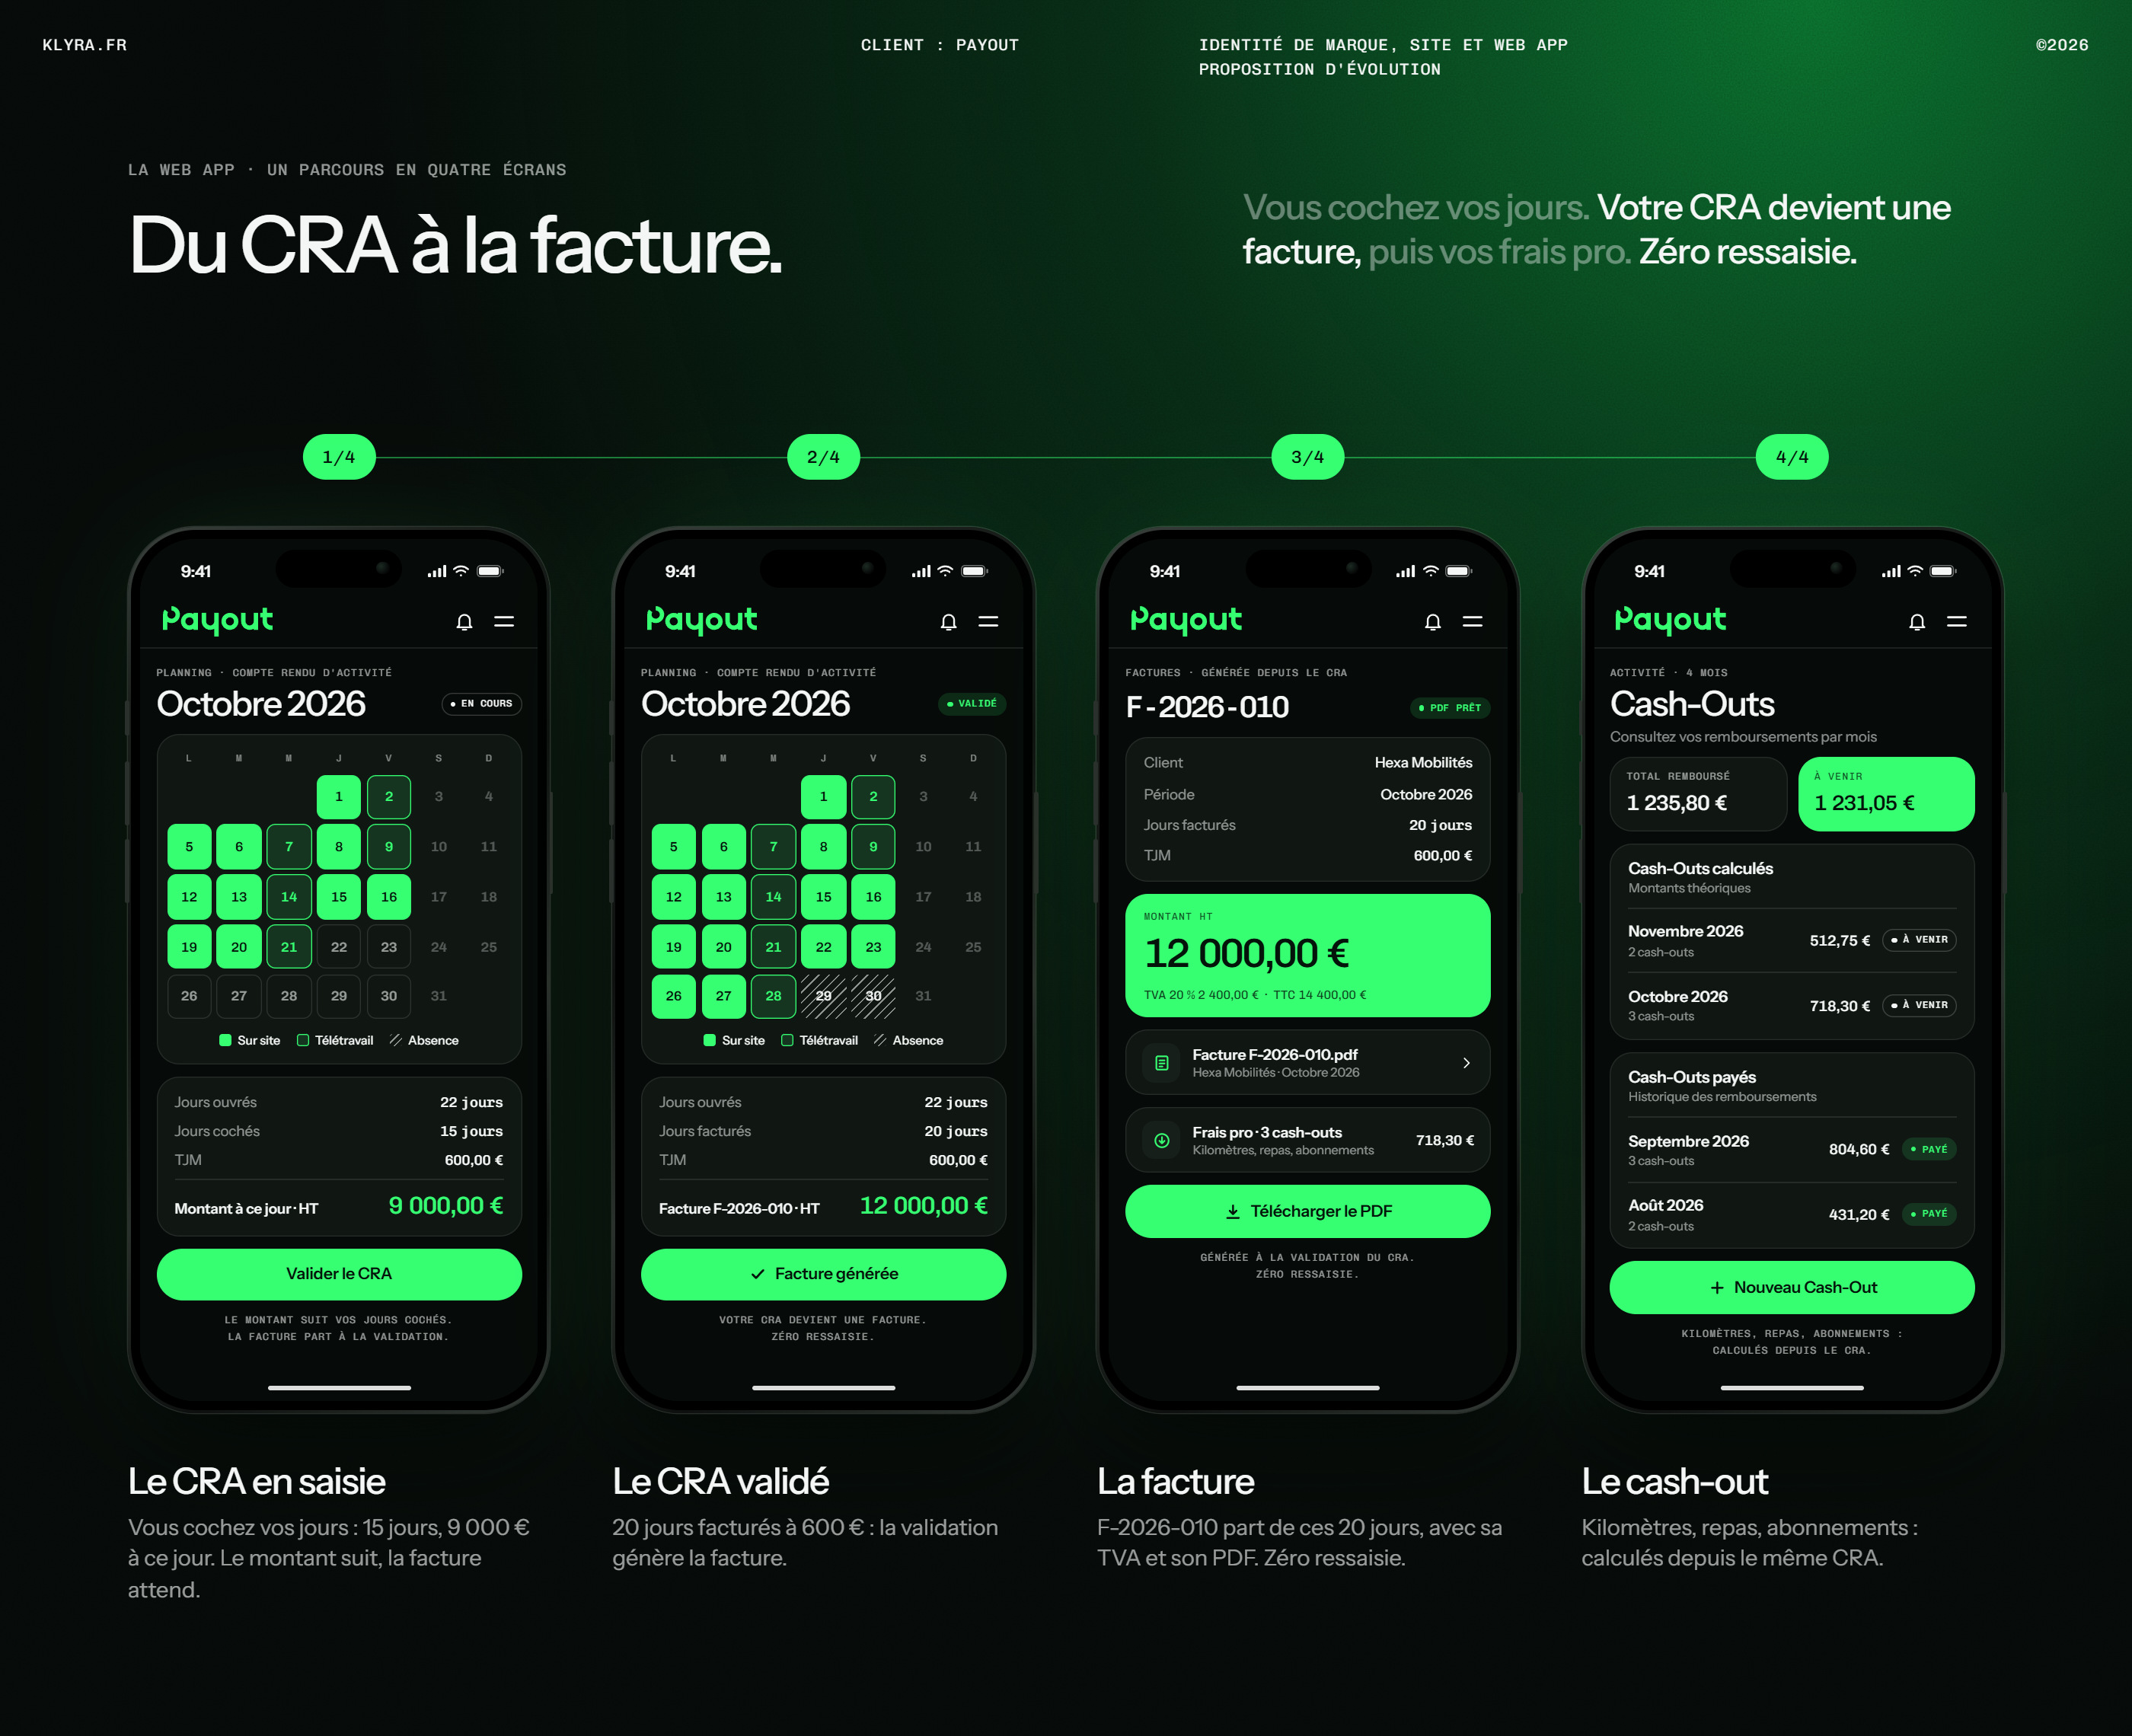 KLYRA.FR
CLIENT : PAYOUT
IDENTITÉ DE MARQUE, SITE ET WEB APP
PROPOSITION D'ÉVOLUTION
©2026
LA WEB APP · UN PARCOURS EN QUATRE ÉCRANS
Du CRA à la facture.
Vous cochez vos jours. Votre CRA devient une
facture, puis vos frais pro. Zéro ressaisie.
1/4
2/4
3/4
4/4
9:41
Payout
PLANNING · COMPTE RENDU D'ACTIVITÉ
Octobre 2026
EN COURS
L M M J V S D
1 2 3 4
5 6 7 8 9 10 11
12 13 14 15 16 17 18
19 20 21 22 23 24 25
26 27 28 29 30 31
Sur site Télétravail Absence
Jours ouvrés 22 jours
Jours cochés 15 jours
TJM 600,00 €
Montant à ce jour · HT 9 000,00 €
Valider le CRA
LE MONTANT SUIT VOS JOURS COCHÉS.
LA FACTURE PART À LA VALIDATION.
9:41
Payout
PLANNING · COMPTE RENDU D'ACTIVITÉ
Octobre 2026
VALIDÉ
L M M J V S D
1 2 3 4
5 6 7 8 9 10 11
12 13 14 15 16 17 18
19 20 21 22 23 24 25
26 27 28 29 30 31
Sur site Télétravail Absence
Jours ouvrés 22 jours
Jours facturés 20 jours
TJM 600,00 €
Facture F-2026-010 · HT 12 000,00 €
Facture générée
VOTRE CRA DEVIENT UNE FACTURE.
ZÉRO RESSAISIE.
9:41
Payout
FACTURES · GÉNÉRÉE DEPUIS LE CRA
F-2026-010
PDF PRÊT
Client Hexa Mobilités
Période Octobre 2026
Jours facturés 20 jours
TJM 600,00 €
MONTANT HT
12 000,00 €
TVA 20 % 2 400,00 € · TTC 14 400,00 €
Facture F-2026-010.pdf
Hexa Mobilités · Octobre 2026
Frais pro · 3 cash-outs 718,30 €
Kilomètres, repas, abonnements
Télécharger le PDF
GÉNÉRÉE À LA VALIDATION DU CRA.
ZÉRO RESSAISIE.
9:41
Payout
ACTIVITÉ · 4 MOIS
Cash-Outs
Consultez vos remboursements par mois
TOTAL REMBOURSÉ
1 235,80 €
À VENIR
1 231,05 €
Cash-Outs calculés
Montants théoriques
Novembre 2026 512,75 € À VENIR
2 cash-outs
Octobre 2026 718,30 € À VENIR
3 cash-outs
Cash-Outs payés
Historique des remboursements
Septembre 2026 804,60 € PAYÉ
3 cash-outs
Août 2026 431,20 € PAYÉ
2 cash-outs
Nouveau Cash-Out
KILOMÈTRES, REPAS, ABONNEMENTS :
CALCULÉS DEPUIS LE CRA.
Le CRA en saisie
Vous cochez vos jours : 15 jours, 9 000 €
à ce jour. Le montant suit, la facture
attend.
Le CRA validé
20 jours facturés à 600 € : la validation
génère la facture.
La facture
F-2026-010 part de ces 20 jours, avec sa
TVA et son PDF. Zéro ressaisie.
Le cash-out
Kilomètres, repas, abonnements :
calculés depuis le même CRA.